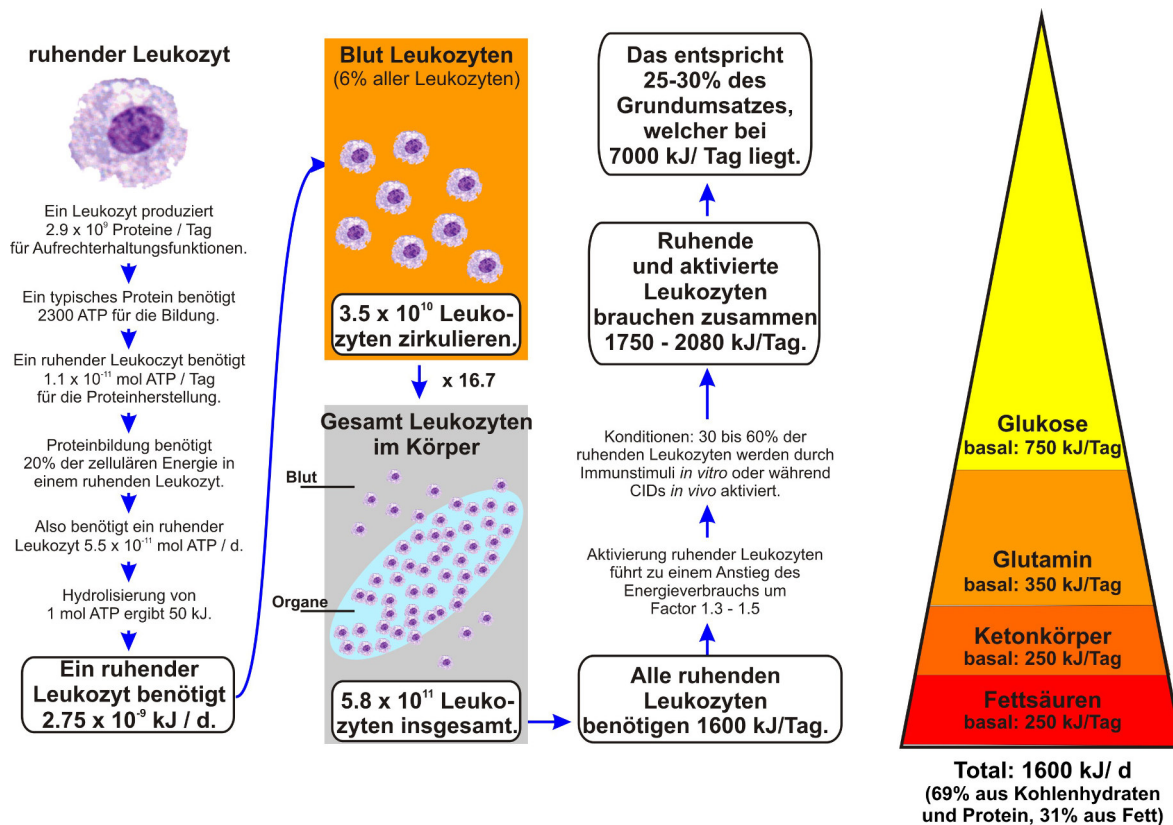 ruhender Leukozyt
Ein Leukozyt produziert
2.9 x 10⁹ Proteine / Tag
für Aufrechterhaltungsfunktionen.
Ein typisches Protein benötigt
2300 ATP für die Bildung.
Ein ruhender Leukoczyt benötigt
1.1 x 10⁻¹¹ mol ATP / Tag
für die Proteinherstellung.
Proteinbildung benötigt
20% der zellulären Energie in
einem ruhenden Leukozyt.
Also benötigt ein ruhender
Leukozyt 5.5 x 10⁻¹¹ mol ATP / d.
Hydrolisierung von
1 mol ATP ergibt 50 kJ.
Ein ruhender
Leukozyt benötigt
2.75 x 10⁻⁹ kJ / d.
Blut Leukozyten
(6% aller Leukozyten)
3.5 x 10¹⁰ Leuko-
zyten zirkulieren.
x 16.7
Gesamt Leukozyten
im Körper
Blut
Organe
5.8 x 10¹¹ Leuko-
zyten insgesamt.
Das entspricht
25-30% des
Grundumsatzes,
welcher bei
7000 kJ/ Tag liegt.
Ruhende
und aktivierte
Leukozyten
brauchen zusammen
1750 - 2080 kJ/Tag.
Konditionen: 30 bis 60% der
ruhenden Leukozyten werden durch
Immunstimuli in vitro oder während
CIDs in vivo aktiviert.
Aktivierung ruhender Leukozyten
führt zu einem Anstieg des
Energieverbrauchs um
Factor 1.3 - 1.5
Alle ruhenden
Leukozyten
benötigen 1600 kJ/Tag.
Glukose
basal: 750 kJ/Tag
Glutamin
basal: 350 kJ/Tag
Ketonkörper
basal: 250 kJ/Tag
Fettsäuren
basal: 250 kJ/Tag
Total: 1600 kJ/ d
(69% aus Kohlenhydraten
und Protein, 31% aus Fett)